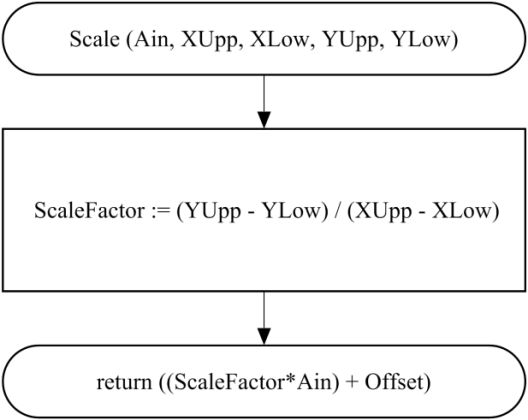 Scale (Ain, XUpp, XLow, YUpp, YLow)
ScaleFactor := (YUpp - YLow) / (XUpp - XLow)
return ((ScaleFactor*Ain) + Offset)